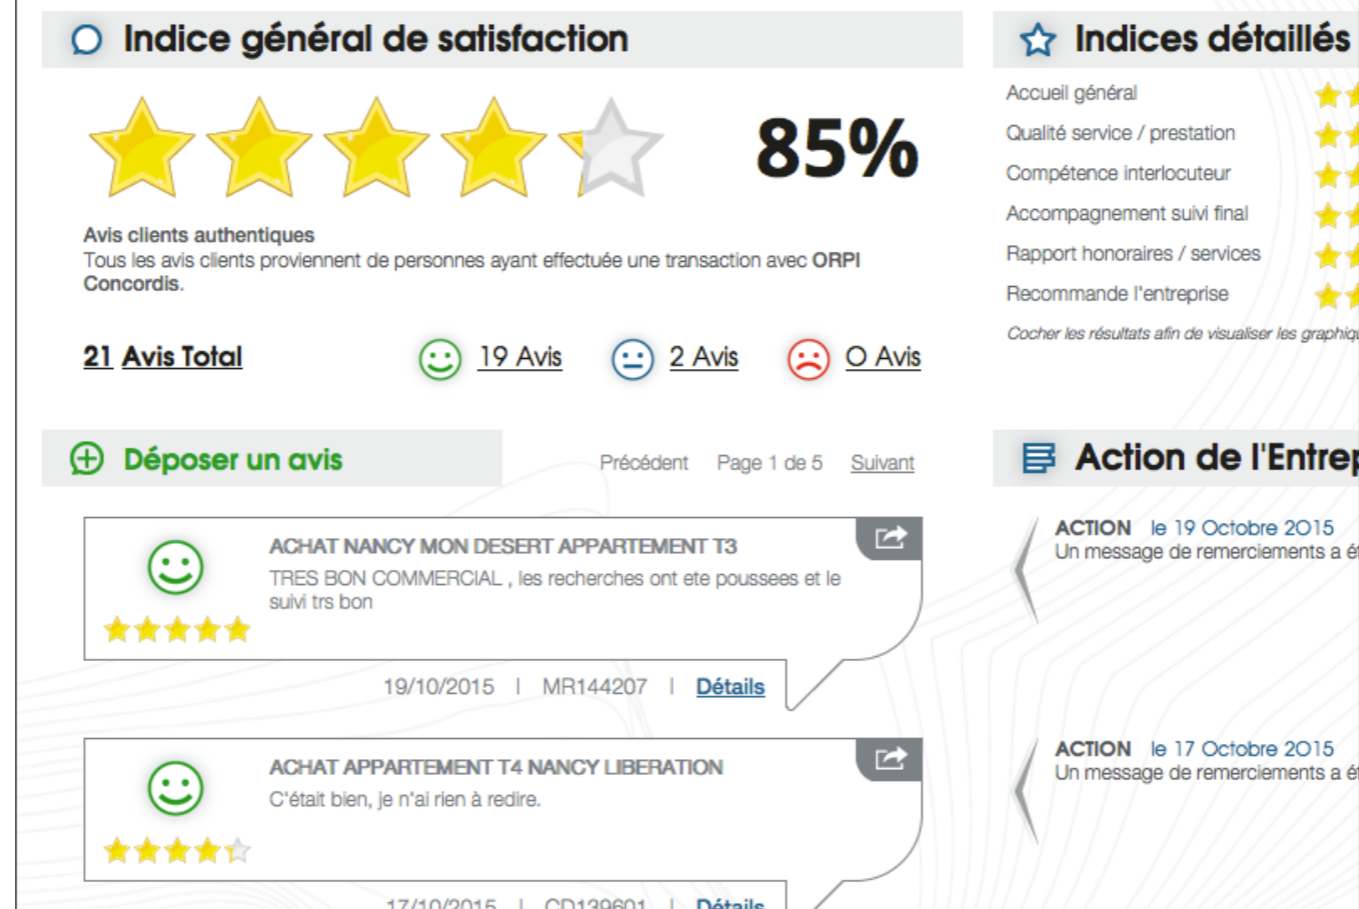 Indice général de satisfaction
85%
Avis clients authentiques
Tous les avis clients proviennent de personnes ayant effectuée une transaction avec ORPI
Concordis.
21 Avis Total
19 Avis
2 Avis
0 Avis
Indices détaillés
Accueil général
Qualité service / prestation
Compétence interlocuteur
Accompagnement suivi final
Rapport honoraires / services
Recommande l'entreprise
Cocher les résultats afin de visualiser les
Déposer un avis
Précédent Page 1 de 5 Suivant
ACHAT NANCY MON DESERT APPARTEMENT T3
TRES BON COMMERCIAL , les recherches ont ete poussees et le
suivi trs bon
19/10/2015 | MR144207 | Détails
ACHAT APPARTEMENT T4 NANCY LIBERATION
C'était bien, je n'ai rien à redire.
17/10/2015 | CD139601 | Détails
Action de
ACTION le 19 Octobre 2015
Un message de remerciements a
ACTION le 17 Octobre 2015
Un message de remerciements a